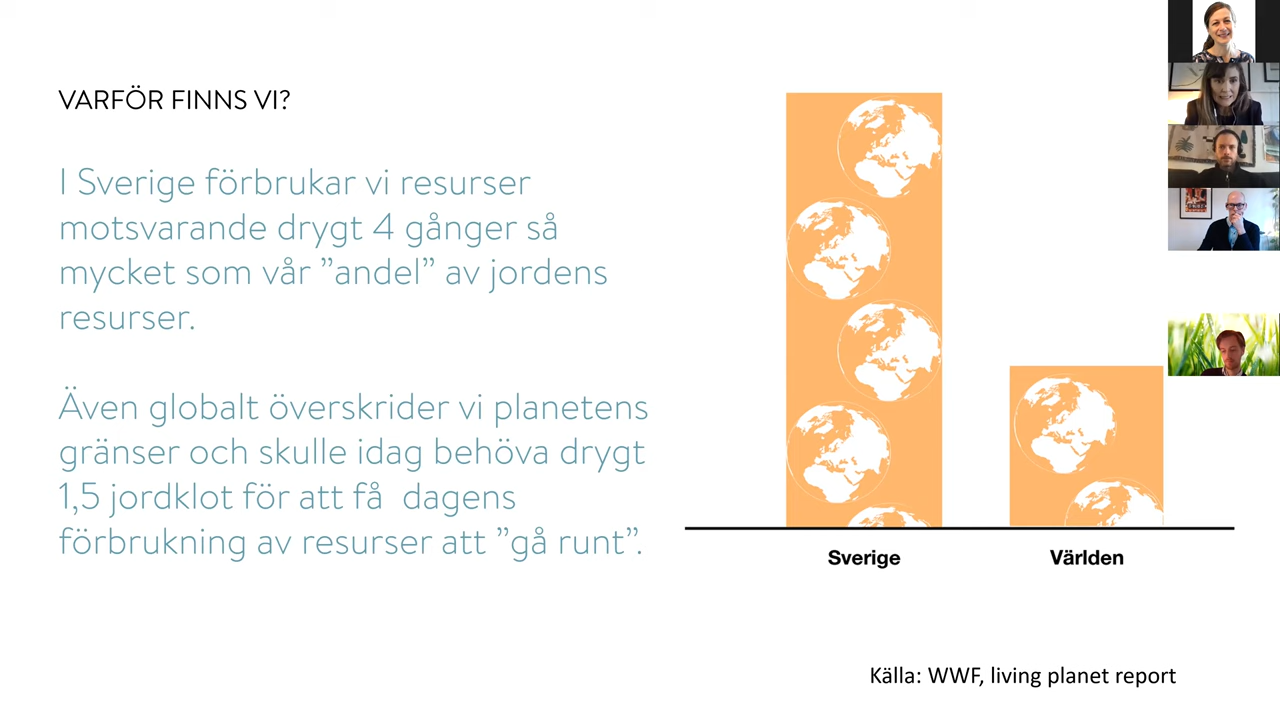 VARFÖR FINNS VI?
I Sverige förbrukar vi resurser
motsvarande drygt 4 gånger så
mycket som vår ”andel” av jordens
resurser.
Även globalt överskrider vi planetens
gränser och skulle idag behöva drygt
1,5 jordklot för att få  dagens
förbrukning av resurser att ”gå runt”.
Sverige
Världen
Källa: WWF, living planet report